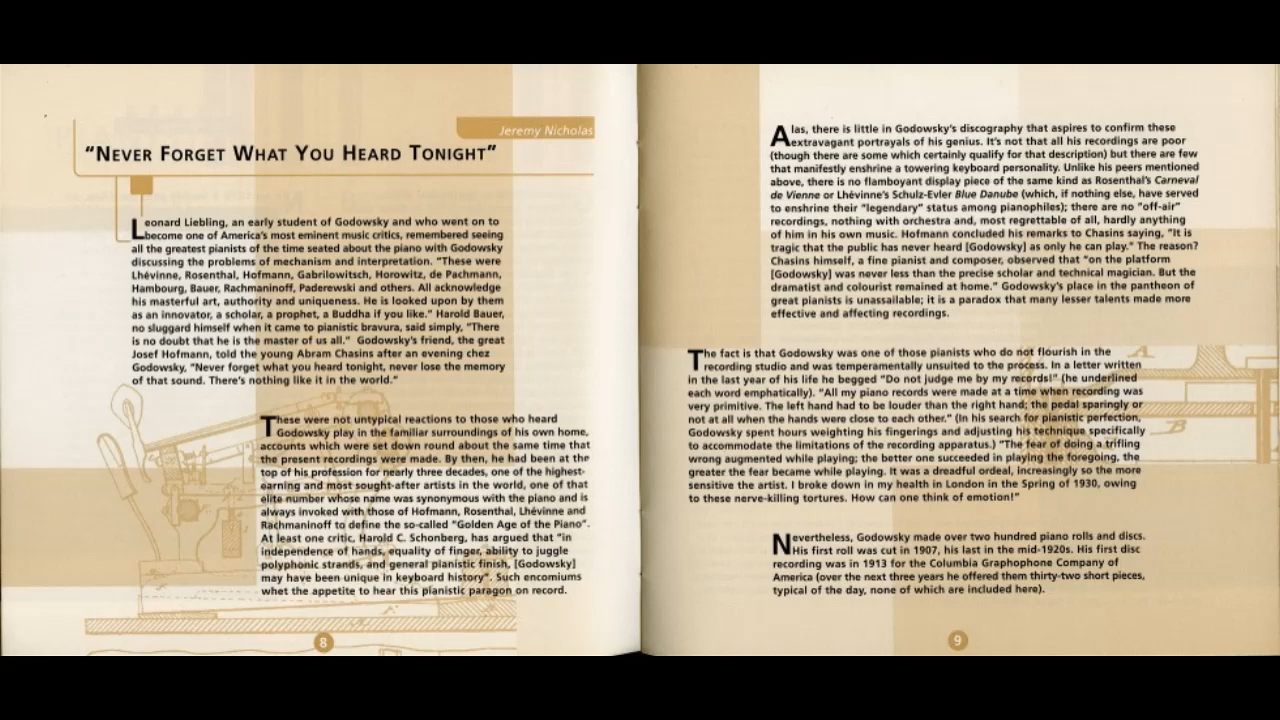 Jeremy Nicholas
"NEVER FORGET WHAT YOU HEARD TONIGHT"
Leonard Liebling, an early student of Godowsky and who went on to
become one of America's most eminent music critics, remembered seeing
all the greatest pianists of the time seated about the piano with Godowsky
discussing the problems of mechanism and interpretation. "These were
Lhévinne, Rosenthal, Hofmann, Gabrilowitsch, Horowitz, de Pachmann,
Hambourg, Bauer, Rachmaninoff, Paderewski and others. All acknowledge
his masterful art, authority and uniqueness. He is looked upon by them
as an innovator, a scholar, a prophet, a Buddha if you like." Harold Bauer,
no sluggard himself when it came to pianistic bravura, said simply, "There
is no doubt that he is the master of us all." Godowsky's friend, the great
Josef Hofmann, told the young Abram Chasins after an evening chez
Godowsky, "Never forget what you heard tonight, never lose the memory
of that sound. There's nothing like it in the world."
These were not untypical reactions to those who heard
Godowsky play in the familiar surroundings of his own home,
accounts which were set down round about the same time that
the present recordings were made. By then, he had been at the
top of his profession for nearly three decades, one of the highest-
earning and most sought-after artists in the world, one of that
elite number whose name was synonymous with the piano and is
always invoked with those of Hofmann, Rosenthal, Lhévinne and
Rachmaninoff to define the so-called "Golden Age of the Piano".
At least one critic, Harold C. Schonberg, has argued that "in
independence of hands, equality of finger, ability to juggle
polyphonic strands, and general pianistic finish, [Godowsky]
may have been unique in keyboard history". Such encomiums
whet the appetite to hear this pianistic paragon on record.
8
Alas, there is little in Godowsky's discography that aspires to confirm these
extravagant portrayals of his genius. It's not that all his recordings are poor
(though there are some which certainly qualify for that description) but there are few
that manifestly enshrine a towering keyboard personality. Unlike his peers mentioned
above, there is no flamboyant display piece of the same kind as Rosenthal's Carneval
de Vienne or Lhévinne's Schulz-Evler Blue Danube (which, if nothing else, have served
to enshrine their "legendary" status among pianophiles); there are no "off-air"
recordings, nothing with orchestra and, most regrettable of all, hardly anything
of him in his own music. Hofmann concluded his remarks to Chasins saying, "It is
tragic that the public has never heard [Godowsky] as only he can play." The reason?
Chasins himself, a fine pianist and composer, observed that "on the platform
[Godowsky] was never less than the precise scholar and technical magician. But the
dramatist and colourist remained at home." Godowsky's place in the pantheon of
great pianists is unassailable; it is a paradox that many lesser talents made more
effective and affecting recordings.
The fact is that Godowsky was one of those pianists who do not flourish in the
recording studio and was temperamentally unsuited to the process. In a letter written
in the last year of his life he begged "Do not judge me by my records!" (he underlined
each word emphatically). "All my piano records were made at a time when recording was
very primitive. The left hand had to be louder than the right hand; the pedal sparingly or
not at all when the hands were close to each other." (In his search for pianistic perfection,
Godowsky spent hours weighting his fingerings and adjusting his technique specifically
to accommodate the limitations of the recording apparatus.) "The fear of doing a trifling
wrong augmented while playing; the better one succeeded in playing the foregoing, the
greater the fear became while playing. It was a dreadful ordeal, increasingly so the more
sensitive the artist. I broke down in my health in London in the Spring of 1930, owing
to these nerve-killing tortures. How can one think of emotion!"
Nevertheless, Godowsky made over two hundred piano rolls and discs.
His first roll was cut in 1907, his last in the mid-1920s. His first disc
recording was in 1913 for the Columbia Graphophone Company of
America (over the next three years he offered them thirty-two short pieces,
typical of the day, none of which are included here).
9